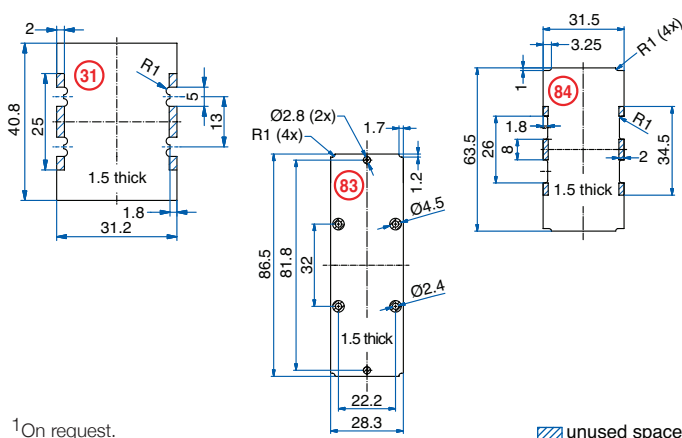 2
31
R1
40.8
25
5
13
1.5 thick
1.8
31.2
Ø2.8 (2x)
R1 (4x)
1.7
1.2
83
Ø4.5
86.5
81.8
32
Ø2.4
1.5 thick
22.2
28.3
31.5
R1 (4x)
3.25
1
84
1.8
R1
63.5
26
8
2
34.5
1.5 thick
1On request.
unused space